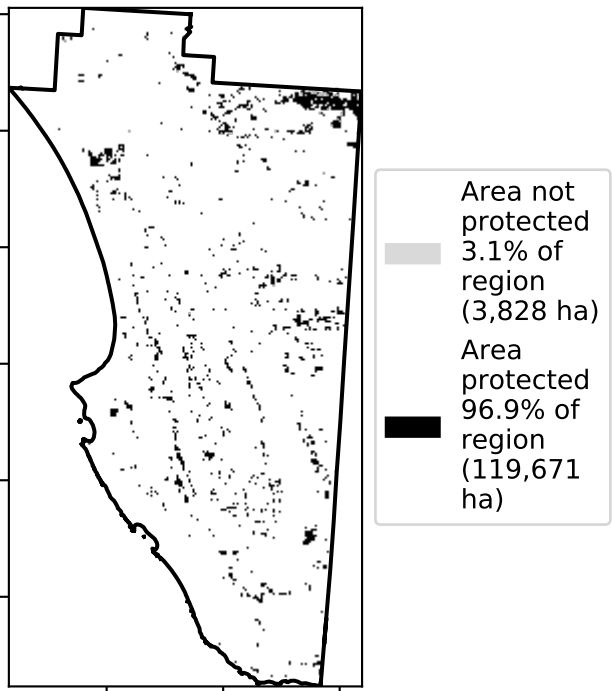 Area not
protected
3.1% of
region
(3,828 ha)
Area
protected
96.9% of
region
(119,671
ha)